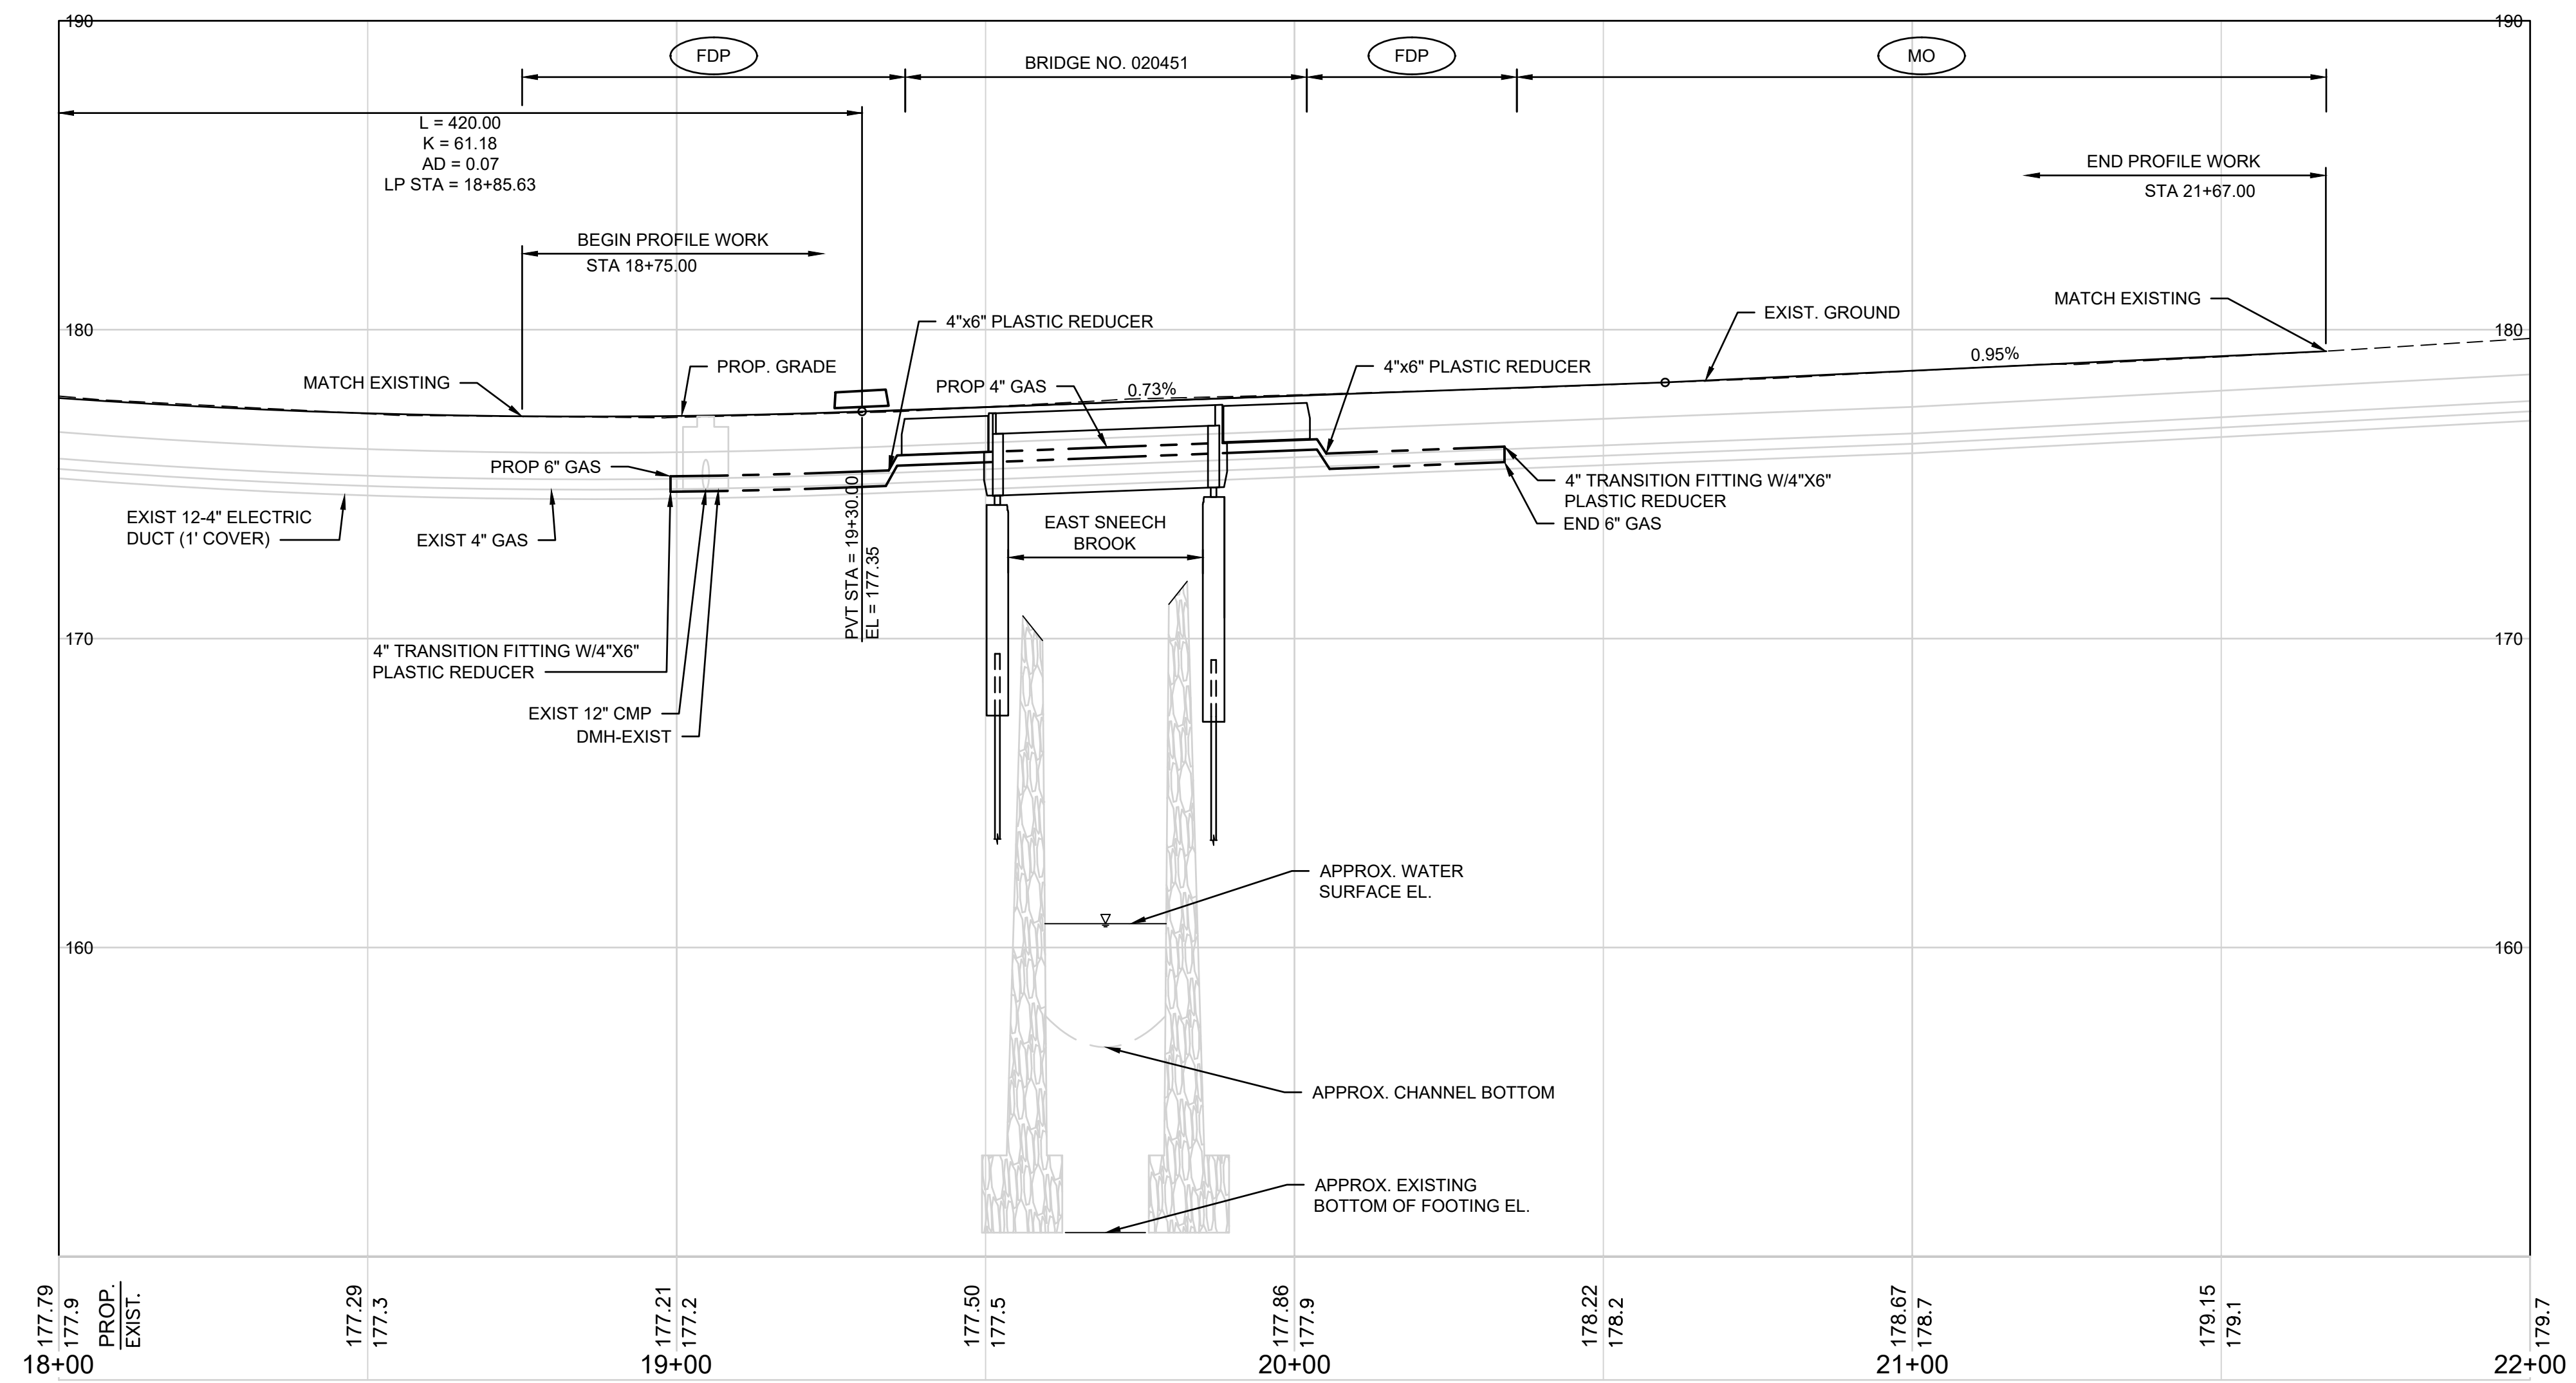 190
190
FDP
BRIDGE NO. 020451
FDP
MO
L = 420.00
K = 61.18
AD = 0.07
LP STA = 18+85.63
END PROFILE WORK
STA 21+67.00
BEGIN PROFILE WORK
STA 18+75.00
MATCH EXISTING
EXIST. GROUND
4"x6" PLASTIC REDUCER
180
180
0.95%
PROP. GRADE
4"x6" PLASTIC REDUCER
MATCH EXISTING
PROP 4" GAS
0.73%
PROP 6" GAS
4" TRANSITION FITTING W/4"X6"
PLASTIC REDUCER
END 6" GAS
EXIST 12-4" ELECTRIC
DUCT (1' COVER)
EXIST 4" GAS
EAST SNEECH
BROOK
PVT STA = 19+30.00
EL = 177.35
170
170
4" TRANSITION FITTING W/4"X6"
PLASTIC REDUCER
EXIST 12" CMP
DMH-EXIST
APPROX. WATER
SURFACE EL.
160
160
APPROX. CHANNEL BOTTOM
APPROX. EXISTING
BOTTOM OF FOOTING EL.
177.79
177.9
PROP.
EXIST.
177.29
177.3
177.21
177.2
177.50
177.5
177.86
177.9
178.22
178.2
178.67
178.7
179.15
179.1
179.7
18+00
19+00
20+00
21+00
22+00